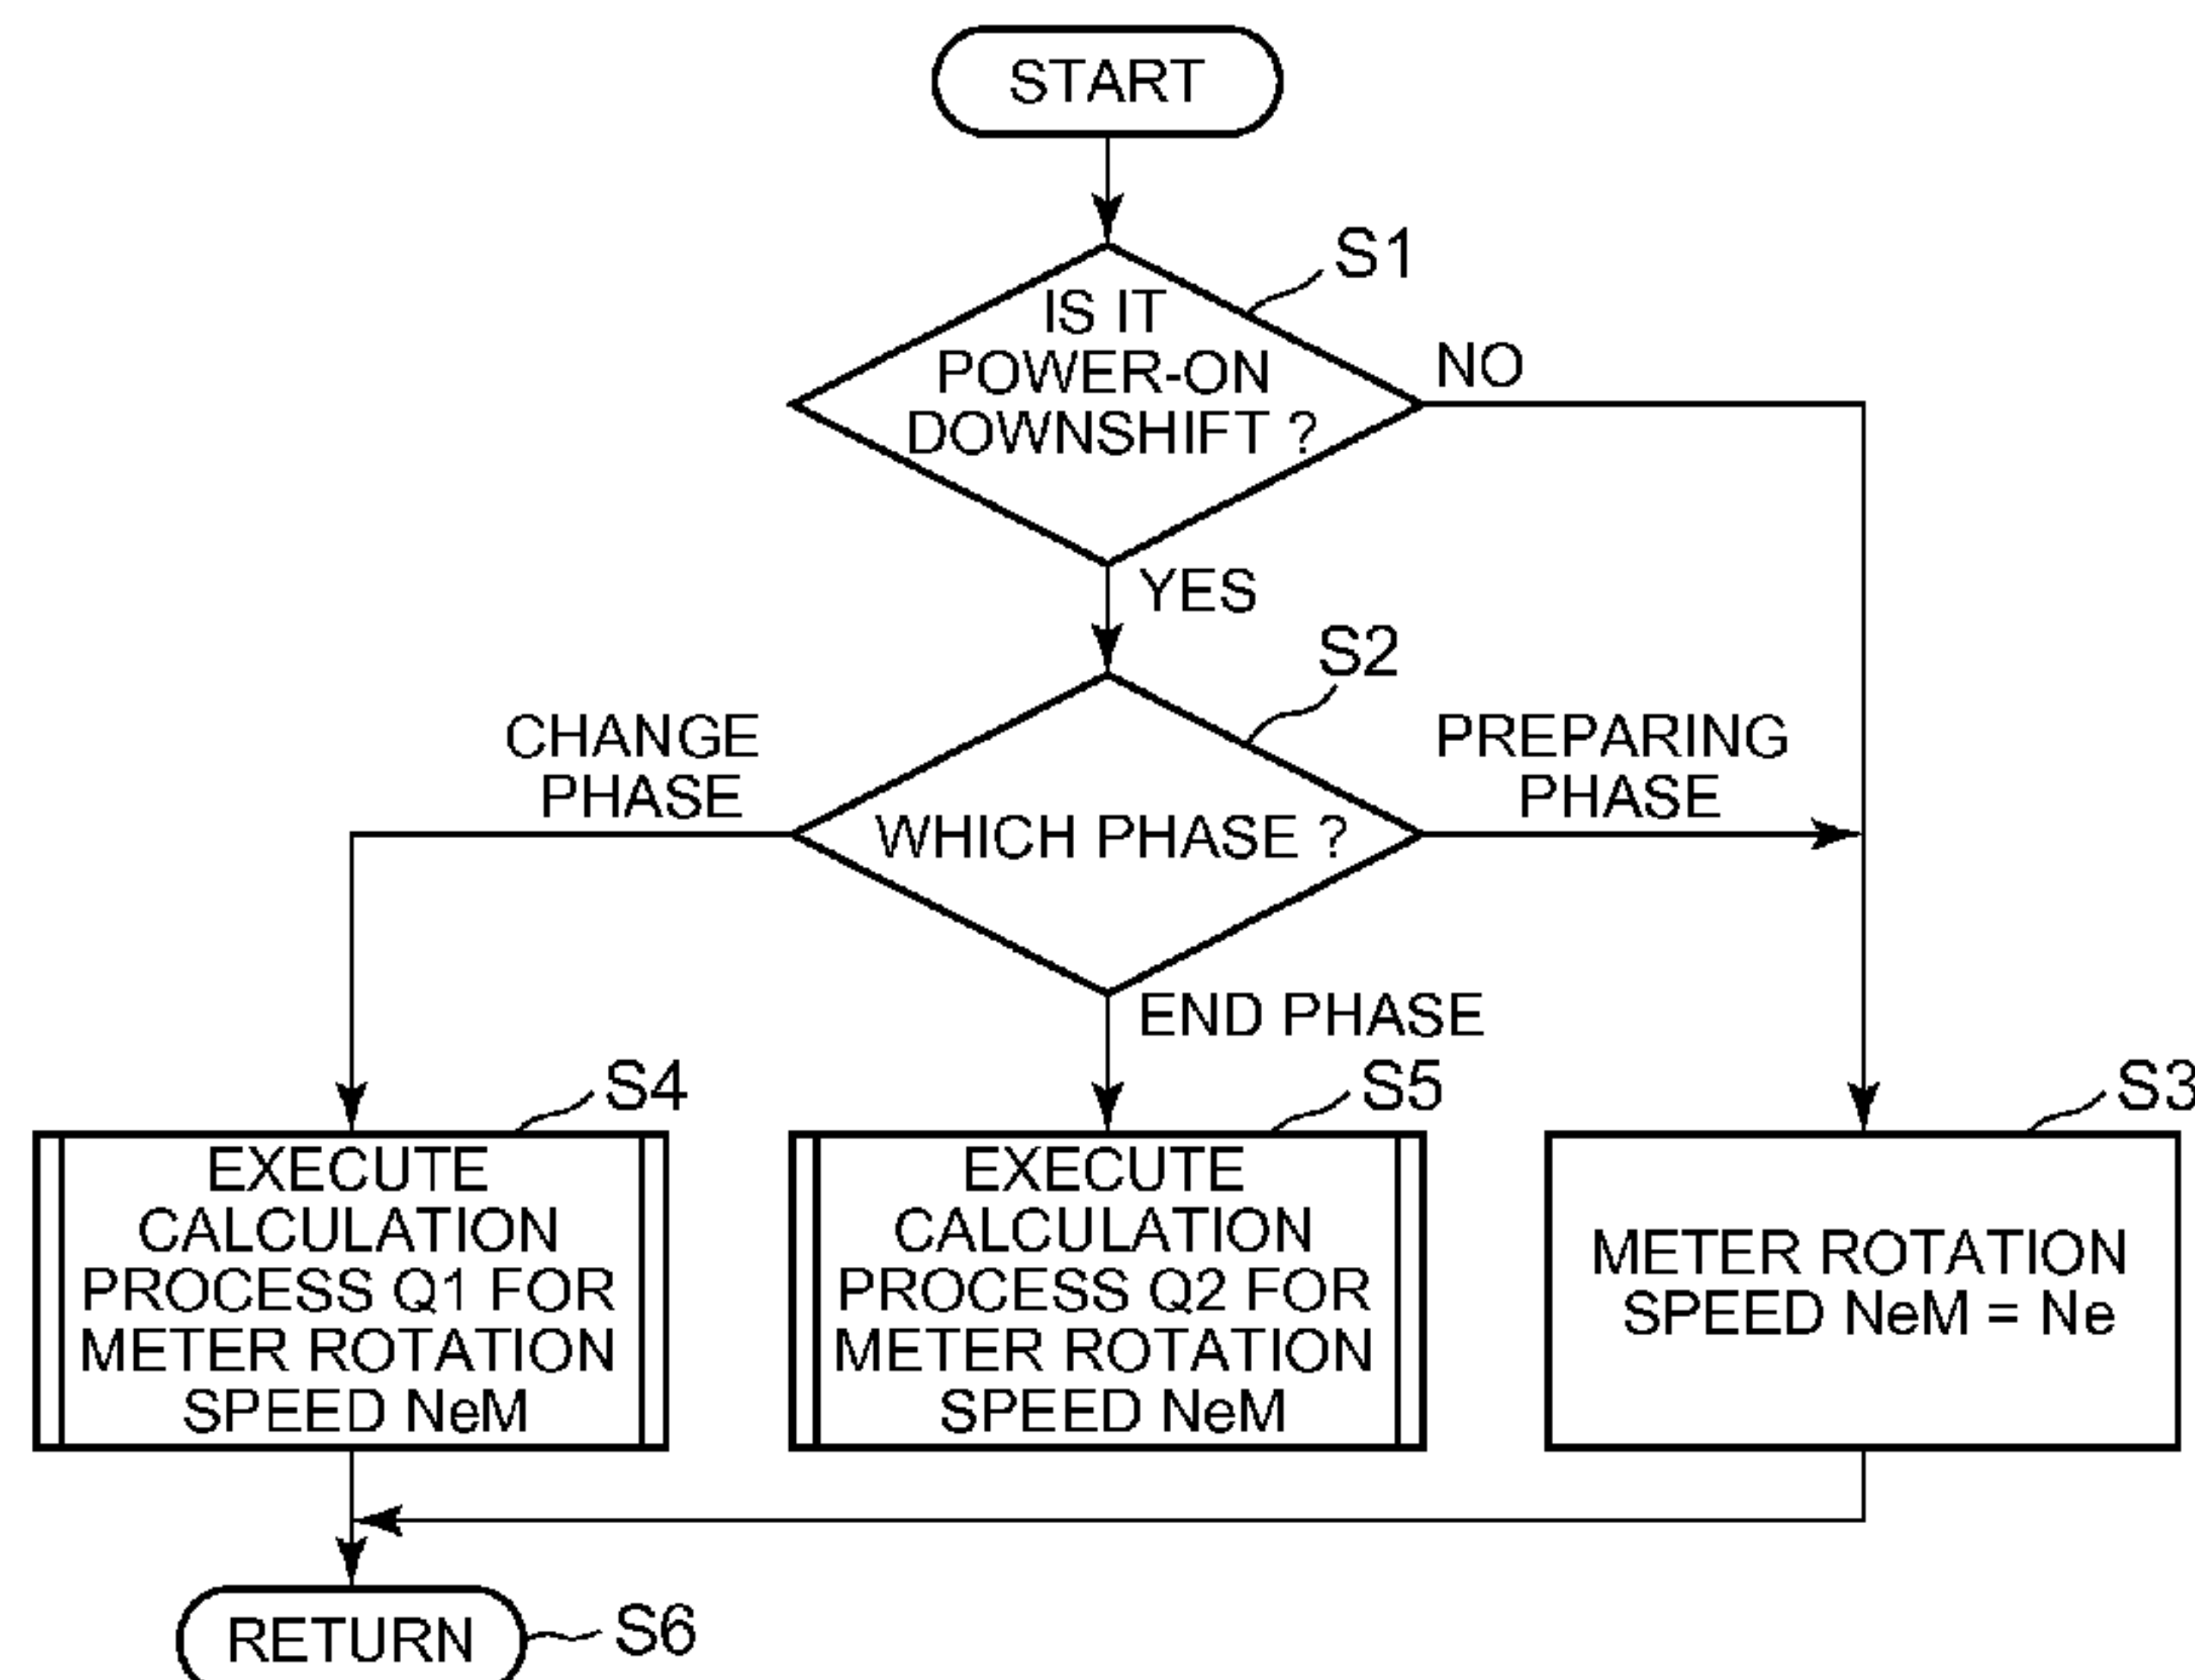 START
S1
IS IT
POWER-ON
DOWNSHIFT ?
NO
YES
S2
CHANGE
PHASE
WHICH PHASE ?
PREPARING
PHASE
END PHASE
S4
EXECUTE
CALCULATION
PROCESS Q1 FOR
METER ROTATION
SPEED NeM
S5
EXECUTE
CALCULATION
PROCESS Q2 FOR
METER ROTATION
SPEED NeM
S3
METER ROTATION
SPEED NeM = Ne
RETURN
S6